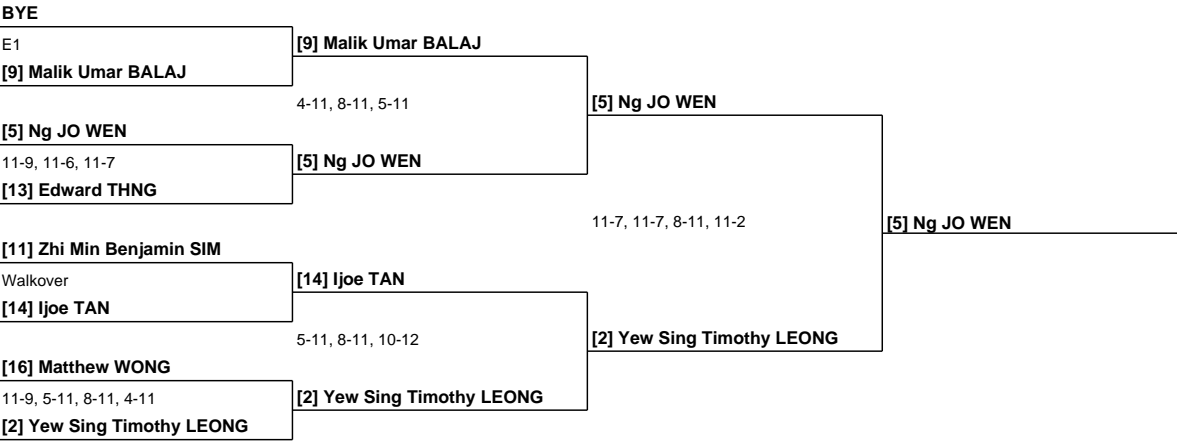 BYE
E1
[9] Malik Umar BALAJ
[9] Malik Umar BALAJ
4-11, 8-11, 5-11
[5] Ng JO WEN
[5] Ng JO WEN
11-9, 11-6, 11-7
[5] Ng JO WEN
[13] Edward THNG
11-7, 11-7, 8-11, 11-2
[5] Ng JO WEN
[11] Zhi Min Benjamin SIM
Walkover
[14] Ijoe TAN
[14] Ijoe TAN
5-11, 8-11, 10-12
[2] Yew Sing Timothy LEONG
[16] Matthew WONG
11-9, 5-11, 8-11, 4-11
[2] Yew Sing Timothy LEONG
[2] Yew Sing Timothy LEONG